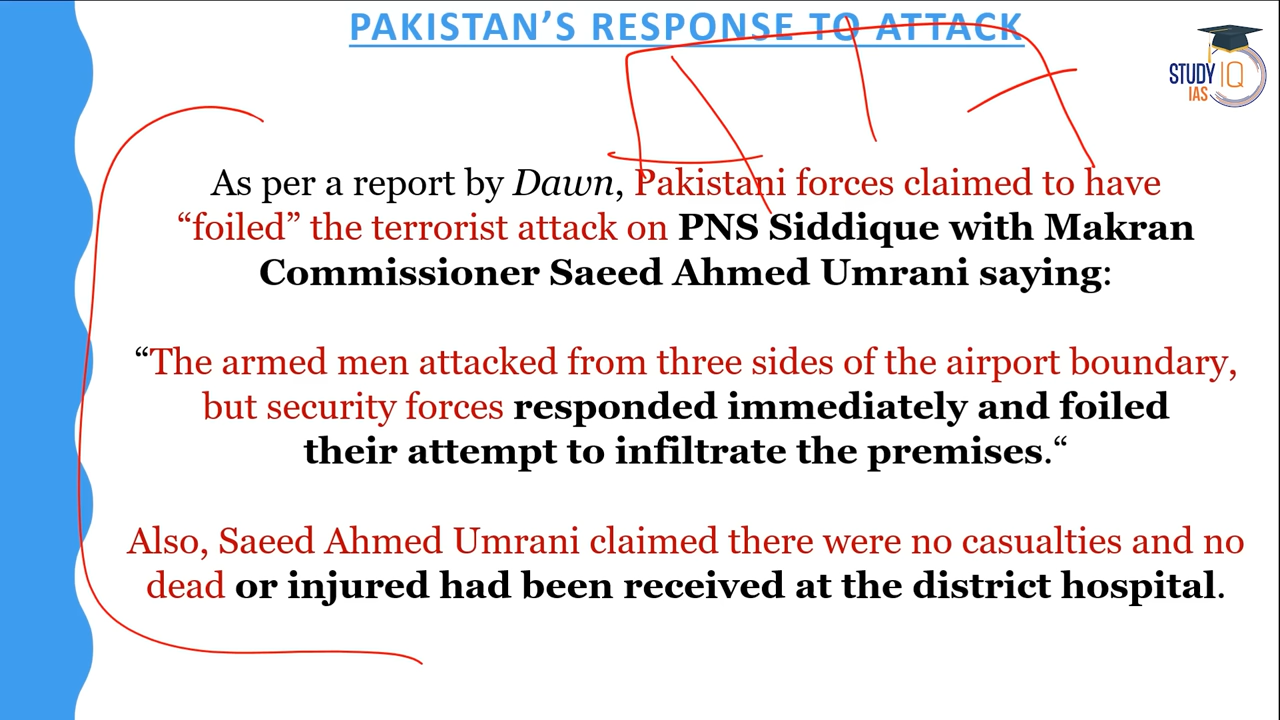 PAKISTAN'S RESPONSE TO ATTACK
STUDY IQ
IAS
As per a report by Dawn, Pakistani forces claimed to have
“foiled” the terrorist attack on PNS Siddique with Makran
Commissioner Saeed Ahmed Umrani saying:
“The armed men attacked from three sides of the airport boundary,
but security forces responded immediately and foiled
their attempt to infiltrate the premises.“
Also, Saeed Ahmed Umrani claimed there were no casualties and no
dead or injured had been received at the district hospital.